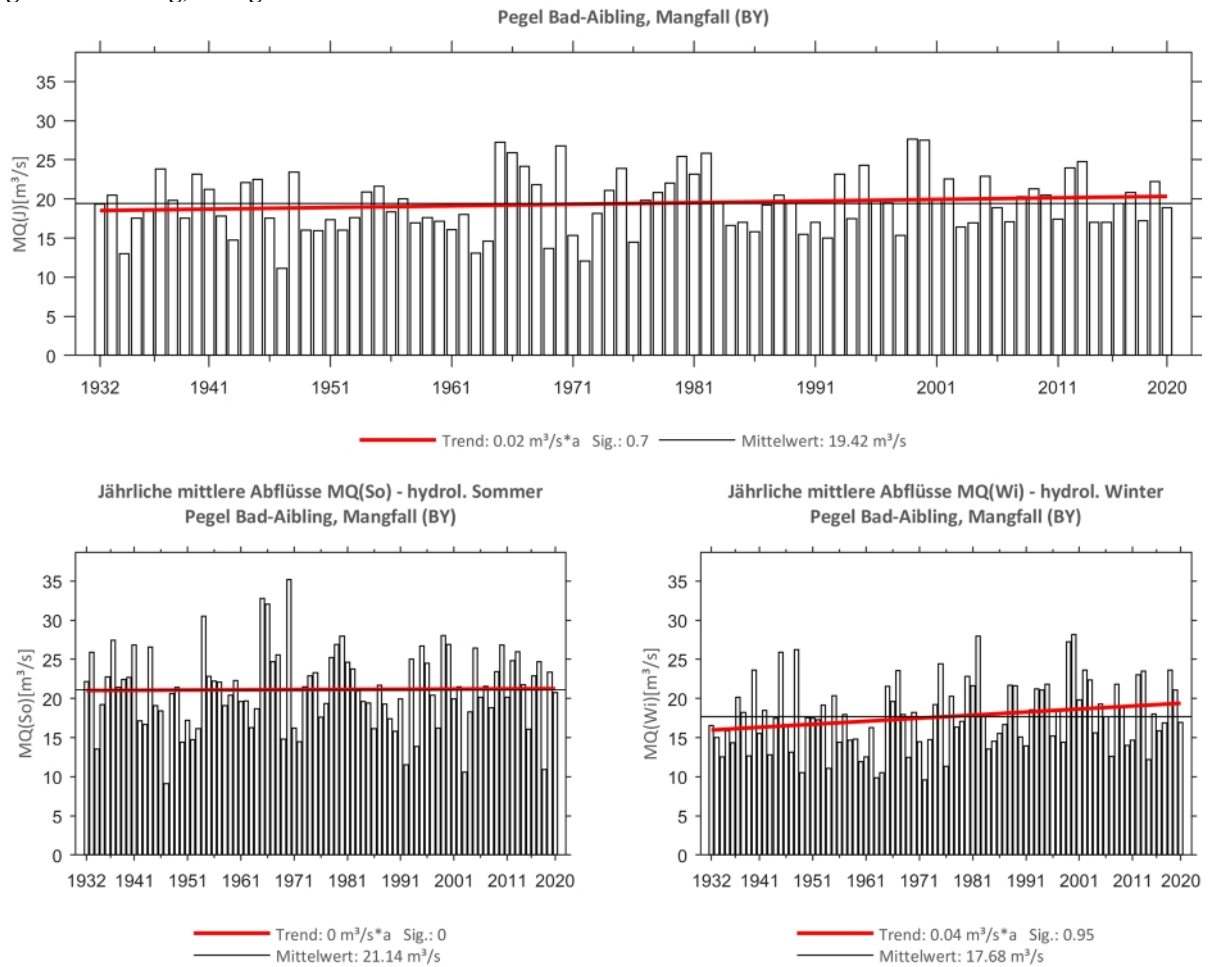 Pegel Bad-Aibling, Mangfall (BY)
35
30
25
20
15
10
5
0
MQ(J)[m³/s]
1932 1941 1951 1961 1971 1981 1991 2001 2011 2020
Trend: 0.02 m³/s*a Sig.: 0.7 Mittelwert: 19.42 m³/s
Jährliche mittlere Abflüsse MQ(So) - hydrol. Sommer
Pegel Bad-Aibling, Mangfall (BY)
35
30
25
20
15
10
5
0
MQ(So)[m³/s]
1932 1941 1951 1961 1971 1981 1991 2001 2011 2020
Trend: 0 m³/s*a Sig.: 0
Mittelwert: 21.14 m³/s
Jährliche mittlere Abflüsse MQ(Wi) - hydrol. Winter
Pegel Bad-Aibling, Mangfall (BY)
35
30
25
20
15
10
5
0
MQ(Wi)[m³/s]
1932 1941 1951 1961 1971 1981 1991 2001 2011 2020
Trend: 0.04 m³/s*a Sig.: 0.95
Mittelwert: 17.68 m³/s